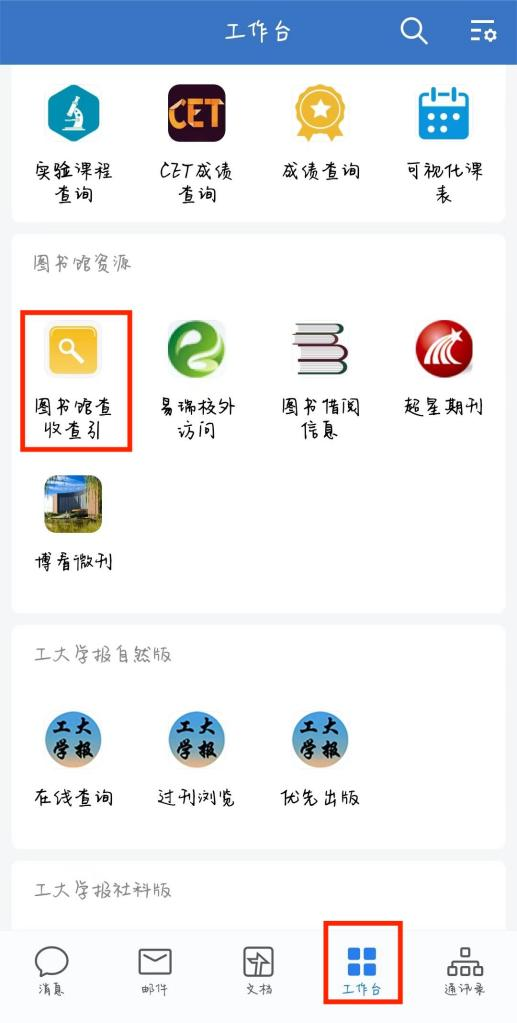 工作台
实验课程
查询
CET
CET成绩
查询
成绩查询
可视化课
表
图书馆资源
图书馆查
收查引
易瑞校外
访问
图书借阅
信息
超星期刊
博看微刊
工大学报自然版
工大
学报
在线查询
工大
学报
过刊浏览
工大
学报
优先出版
工大学报社科版
消息
邮件
文档
工作台
通讯录